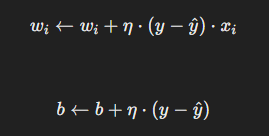 wᵢ ← wᵢ + η · (y − ŷ) · xᵢ
b ← b + η · (y − ŷ)